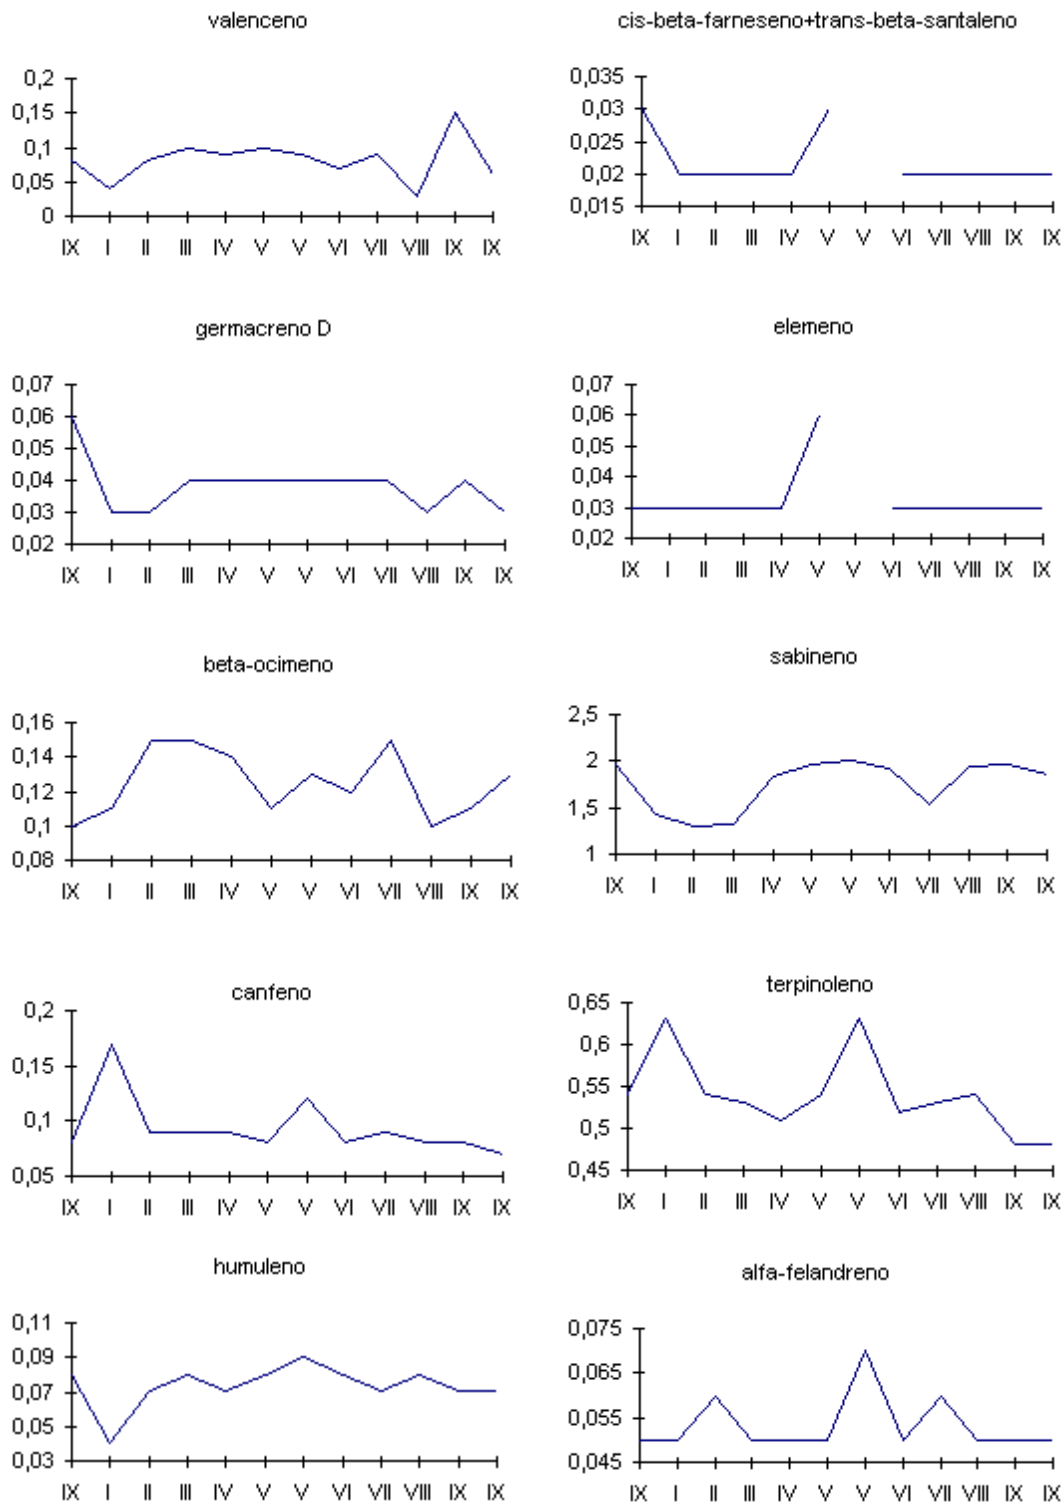 valenceno
0,2
0,15
0,1
0,05
0
IX I II III IV V V VI VII VIII IX IX
cis-beta-farneseno+trans-beta-santaleno
0,035
0,03
0,025
0,02
0,015
IX I II III IV V V VI VII VIII IX IX
germacreno D
0,07
0,06
0,05
0,04
0,03
0,02
IX I II III IV V V VI VII VIII IX IX
elemeno
0,07
0,06
0,05
0,04
0,03
0,02
IX I II III IV V V VI VII VIII IX IX
beta-ocimeno
0,16
0,14
0,12
0,1
0,08
IX I II III IV V V VI VII VIII IX IX
sabineno
2,5
2
1,5
1
IX I II III IV V V VI VII VIII IX IX
canfeno
0,2
0,15
0,1
0,05
IX I II III IV V V VI VII VIII IX IX
terpinoleno
0,65
0,6
0,55
0,5
0,45
IX I II III IV V V VI VII VIII IX IX
humuleno
0,11
0,09
0,07
0,05
0,03
IX I II III IV V V VI VII VIII IX IX
alfa-felandreno
0,075
0,065
0,055
0,045
IX I II III IV V V VI VII VIII IX IX